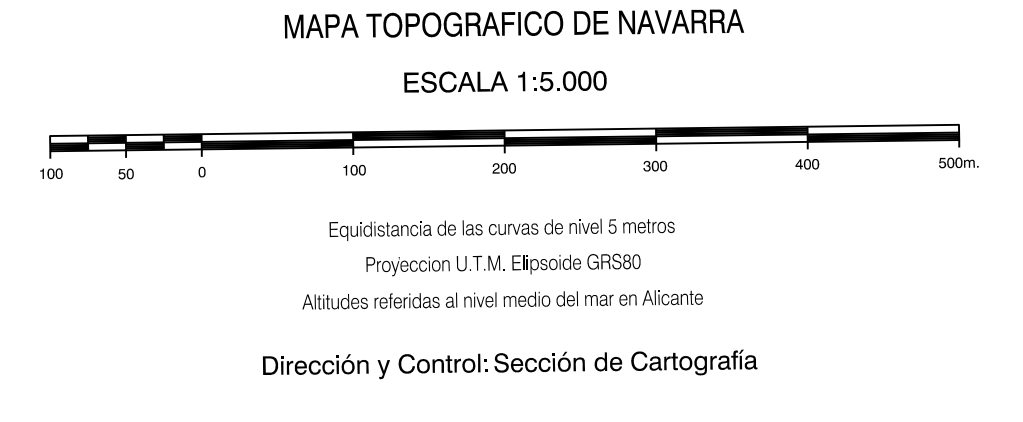 MAPA TOPOGRAFICO DE NAVARRA
ESCALA 1:5.000
100 50 0 100 200 300 400 500m.
Equidistancia de las curvas de nivel 5 metros
Proyeccion U.T.M. Elipsoide GRS80
Altitudes referidas al nivel medio del mar en Alicante
Dirección y Control: Sección de Cartografía